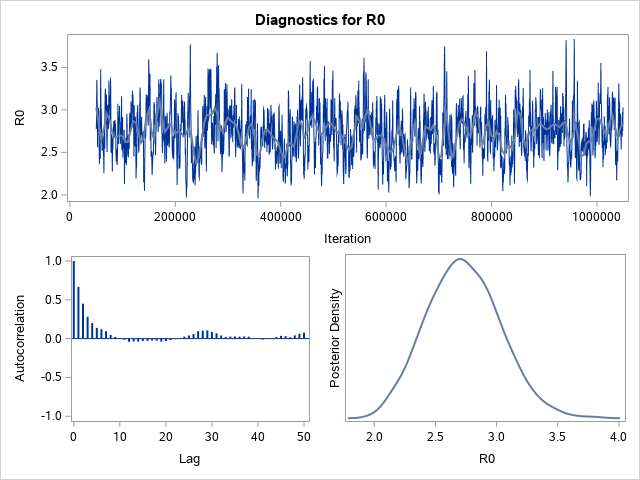 Diagnostics for R0
R0
3.5
3.0
2.5
2.0
0 200000 400000 600000 800000 1000000
Iteration
Autocorrelation
1.0
0.5
0.0
-0.5
-1.0
0 10 20 30 40 50
Lag
Posterior Density
2.0 2.5 3.0 3.5 4.0
R0